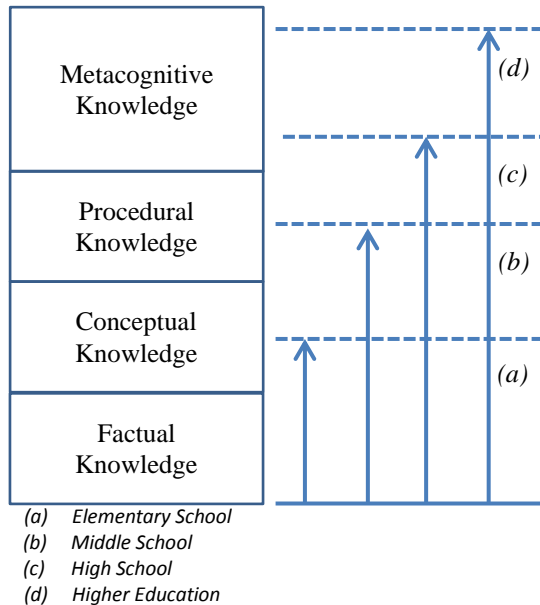 Metacognitive
Knowledge
(d)
(c)
Procedural
Knowledge
(b)
Conceptual
Knowledge
(a)
Factual
Knowledge
(a) Elementary School
(b) Middle School
(c) High School
(d) Higher Education